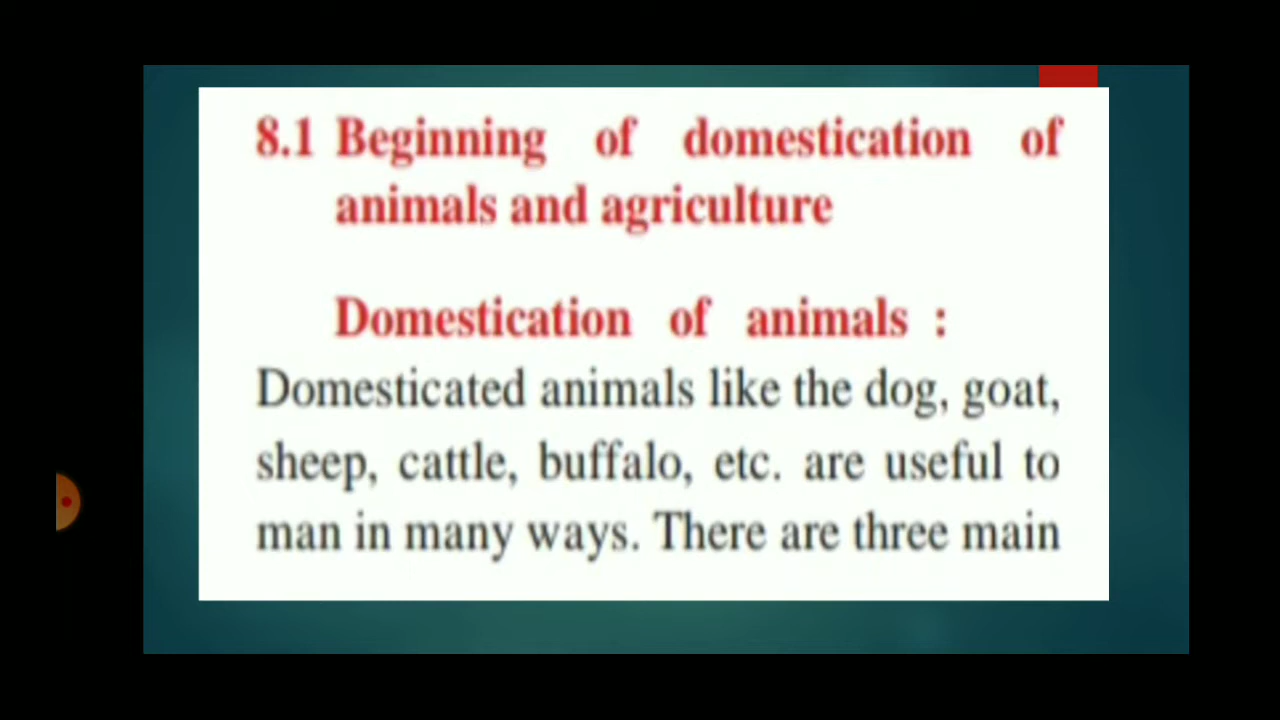 8.1 Beginning of domestication of
animals and agriculture
Domestication of animals :
Domesticated animals like the dog, goat,
sheep, cattle, buffalo, etc. are useful to
man in many ways. There are three main